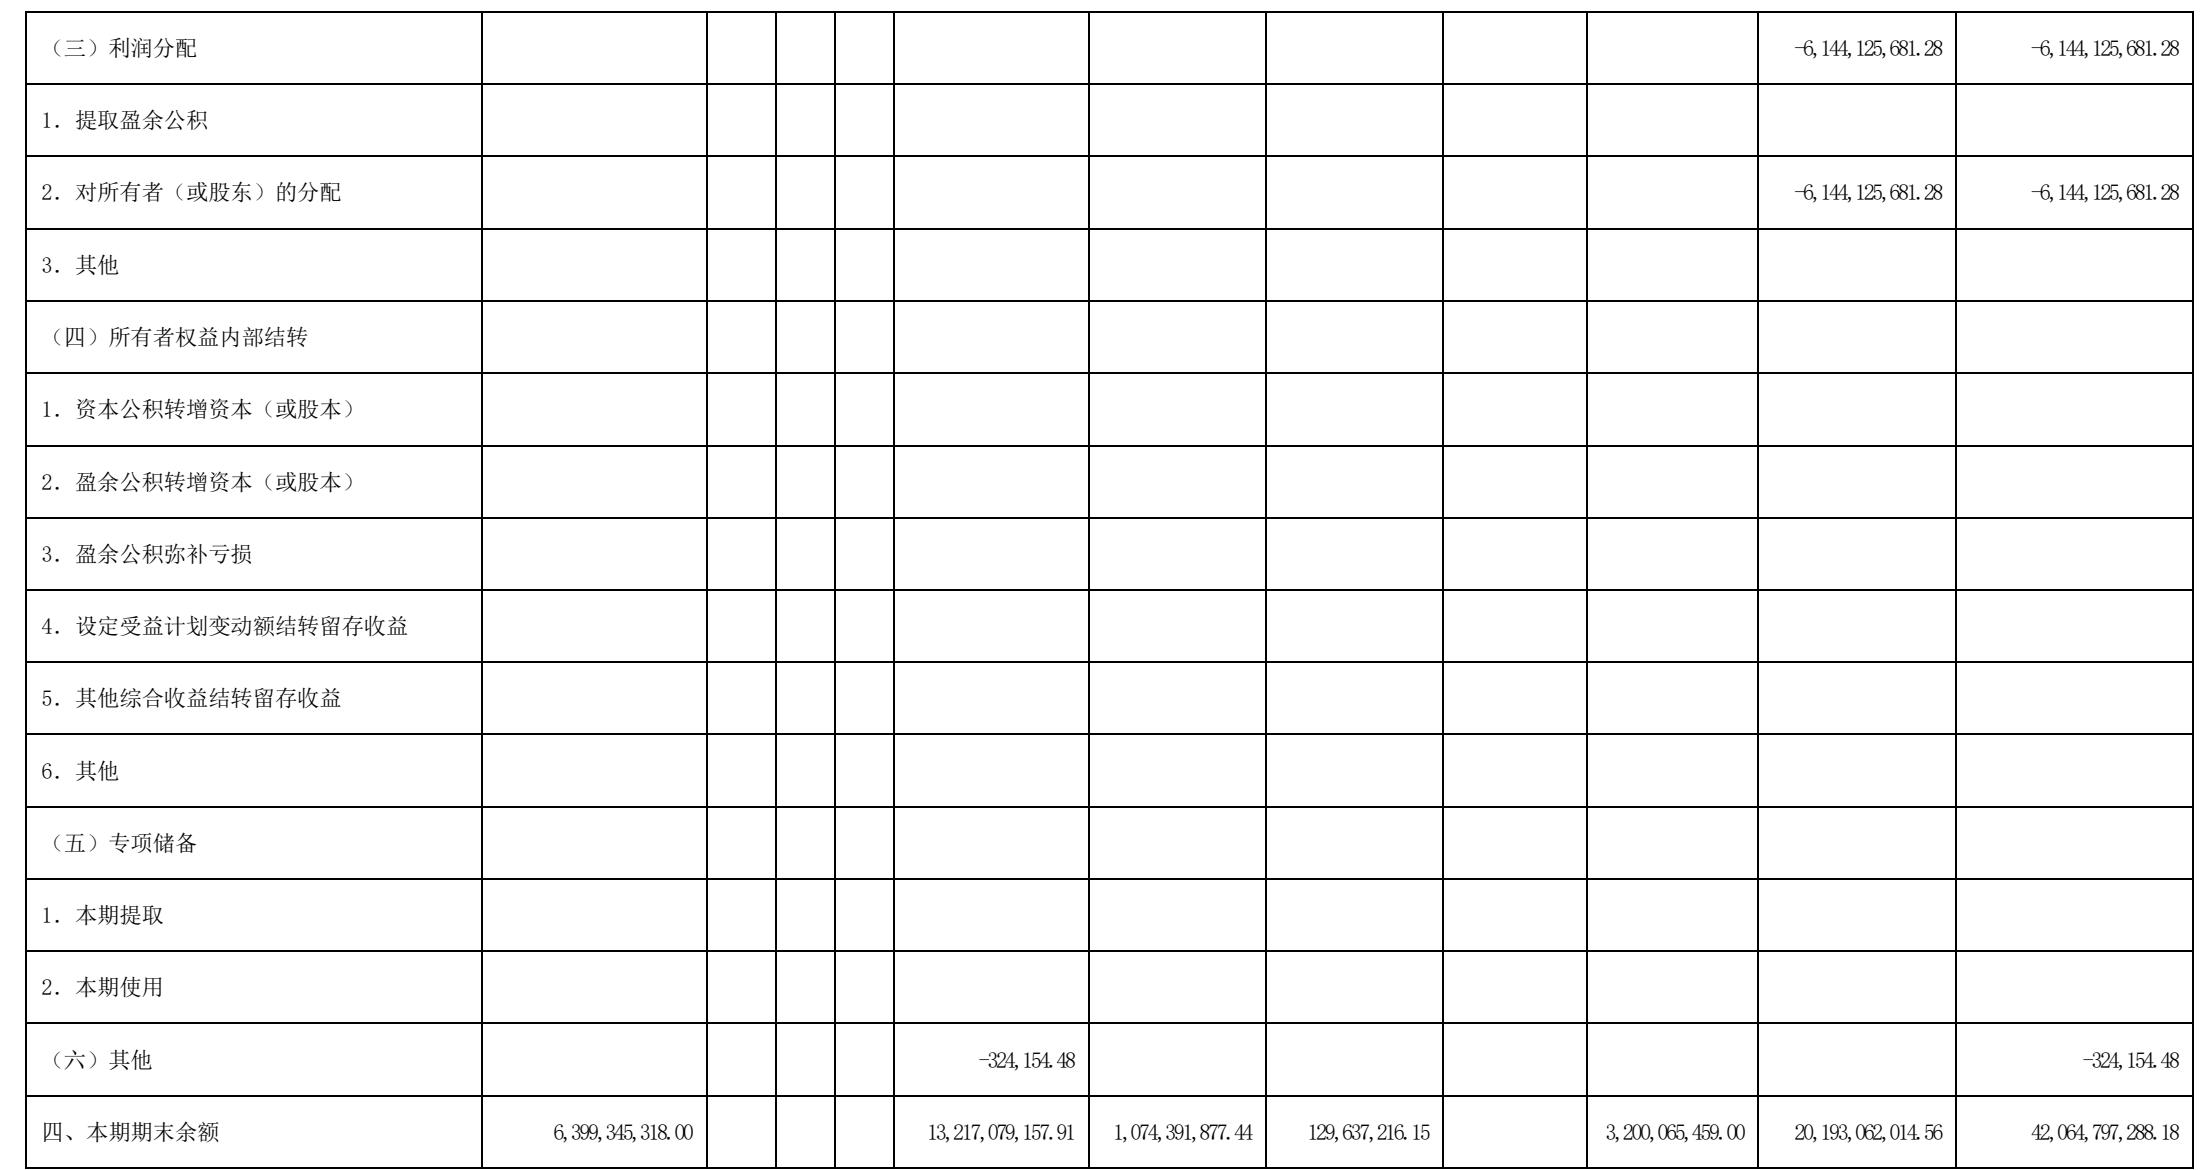 （三）利润分配 -6,144,125,681.28 -6,144,125,681.28
1．提取盈余公积
2．对所有者（或股东）的分配 -6,144,125,681.28 -6,144,125,681.28
3．其他
（四）所有者权益内部结转
1．资本公积转增资本（或股本）
2．盈余公积转增资本（或股本）
3．盈余公积弥补亏损
4．设定受益计划变动额结转留存收益
5．其他综合收益结转留存收益
6．其他
（五）专项储备
1．本期提取
2．本期使用
（六）其他 -324,154.48 -324,154.48
四、本期期末余额 6,399,345,318.00 13,217,079,157.91 1,074,391,877.44 129,637,216.15 3,200,065,459.00 20,193,062,014.56 42,064,797,288.18